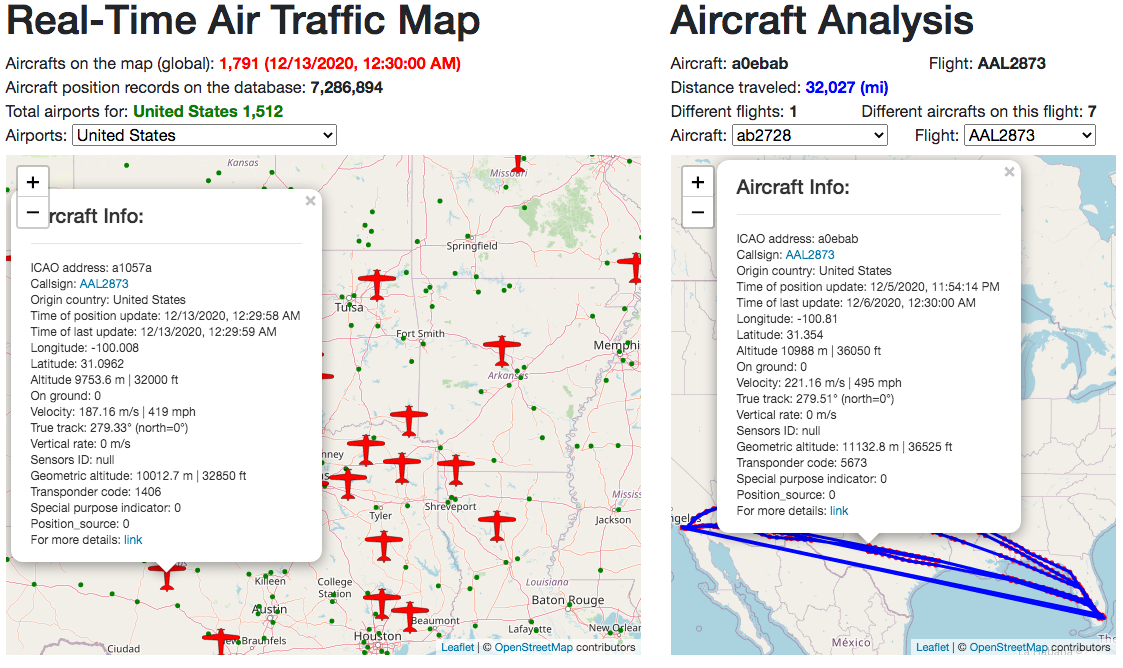 Real-Time Air Traffic Map
Aircrafts on the map (global): 1,791 (12/13/2020, 12:30:00 AM)
Aircraft position records on the database: 7,286,894
Total airports for: United States 1,512
Airports: United States
+
−
Kansas
Missouri
Springfield
Tulsa
Fort Smith
Memphi
Arkansas
nney
Tyler
Shreveport
Mississ
Jackson
Killeen
College
Station
Austin
Louisiana
Baton Rouge
Beaumont
Lafayette
New Orlean
Houston
ew Braunfels
Ciudad
rcraft Info:
×
ICAO address: a1057a
Callsign: AAL2873
Origin country: United States
Time of position update: 12/13/2020, 12:29:58 AM
Time of last update: 12/13/2020, 12:29:59 AM
Longitude: -100.008
Latitude: 31.0962
Altitude 9753.6 m | 32000 ft
On ground: 0
Velocity: 187.16 m/s | 419 mph
True track: 279.33° (north=0°)
Vertical rate: 0 m/s
Sensors ID: null
Geometric altitude: 10012.7 m | 32850 ft
Transponder code: 1406
Special purpose indicator: 0
Position_source: 0
For more details: link
Leaflet | © OpenStreetMap contributors
Aircraft Analysis
Aircraft: a0ebab Flight: AAL2873
Distance traveled: 32,027 (mi)
Different flights: 1 Different aircrafts on this flight: 7
Aircraft: ab2728 Flight: AAL2873
+
−
Aircraft Info:
×
ICAO address: a0ebab
Callsign: AAL2873
Origin country: United States
Time of position update: 12/5/2020, 11:54:14 PM
Time of last update: 12/6/2020, 12:30:00 AM
Longitude: -100.81
Latitude: 31.354
Altitude 10988 m | 36050 ft
On ground: 0
Velocity: 221.16 m/s | 495 mph
True track: 279.51° (north=0°)
Vertical rate: 0 m/s
Sensors ID: null
Geometric altitude: 11132.8 m | 36525 ft
Transponder code: 5673
Special purpose indicator: 0
Position_source: 0
For more details: link
ngeles
México
The
Leaflet | © OpenStreetMap contributors